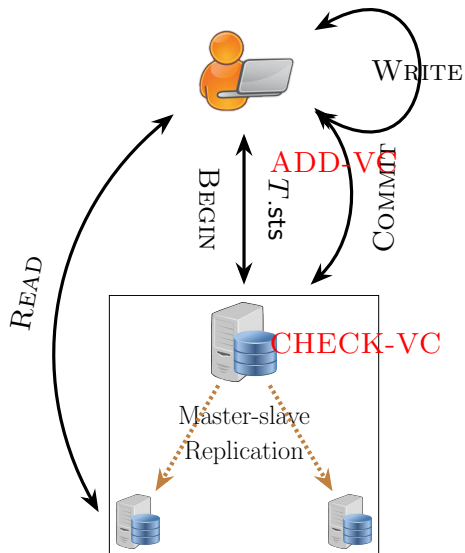 WRITE
ADD-VC
COMMIT
BEGIN
T.sts
READ
CHECK-VC
Master-slave
Replication